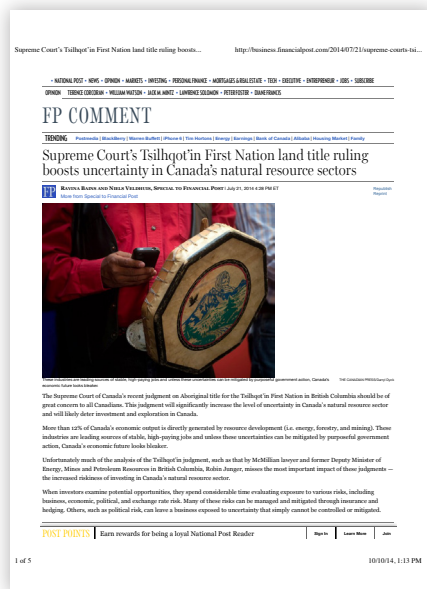 Supreme Court's Tsilhqot'in First Nation land title ruling boosts... http://business.financialpost.com/2014/07/21/supreme-courts-tsi...
• NATIONAL POST • NEWS • OPINION • MARKETS • INVESTING • PERSONAL FINANCE • MORTGAGES & REAL ESTATE • TECH • EXECUTIVE • ENTREPRENEUR • JOBS • SUBSCRIBE
OPINION TERENCE CORCORAN • WILLIAM WATSON • JACK M. MINTZ • LAWRENCE SOLOMON • PETER FOSTER • DIANE FRANCIS
FP COMMENT
TRENDING Postmedia | BlackBerry | Warren Buffett | iPhone 6 | Tim Hortons | Energy | Earnings | Bank of Canada | Alibaba | Housing Market | Family
Supreme Court's Tsilhqot'in First Nation land title ruling
boosts uncertainty in Canada's natural resource sectors
FP RAVINA BAINS AND NIELS VELDHUIS, SPECIAL TO FINANCIAL POST | July 21, 2014 4:28 PM ET
More from Special to Financial Post
Republish
Reprint
These industries are leading sources of stable, high-paying jobs and unless these uncertainties can be mitigated by purposeful government action, Canada's
economic future looks bleaker.
THE CANADIAN PRESS/Darryl Dyck
The Supreme Court of Canada's recent judgment on Aboriginal title for the Tsilhqot'in First Nation in British Columbia should be of
great concern to all Canadians. This judgment will significantly increase the level of uncertainty in Canada's natural resource sector
and will likely deter investment and exploration in Canada.
More than 12% of Canada's economic output is directly generated by resource development (i.e. energy, forestry, and mining). These
industries are leading sources of stable, high-paying jobs and unless these uncertainties can be mitigated by purposeful government
action, Canada's economic future looks bleaker.
Unfortunately much of the analysis of the Tsilhqot'in judgment, such as that by McMillian lawyer and former Deputy Minister of
Energy, Mines and Petroleum Resources in British Columbia, Robin Junger, misses the most important impact of these judgments —
the increased riskiness of investing in Canada's natural resource sector.
When investors examine potential opportunities, they spend considerable time evaluating exposure to various risks, including
business, economic, political, and exchange rate risk. Many of these risks can be managed and mitigated through insurance and
hedging. Others, such as political risk, can leave a business exposed to uncertainty that simply cannot be controlled or mitigated.
POST POINTS Earn rewards for being a loyal National Post Reader Sign In Learn More Join
1 of 5 10/10/14, 1:13 PM